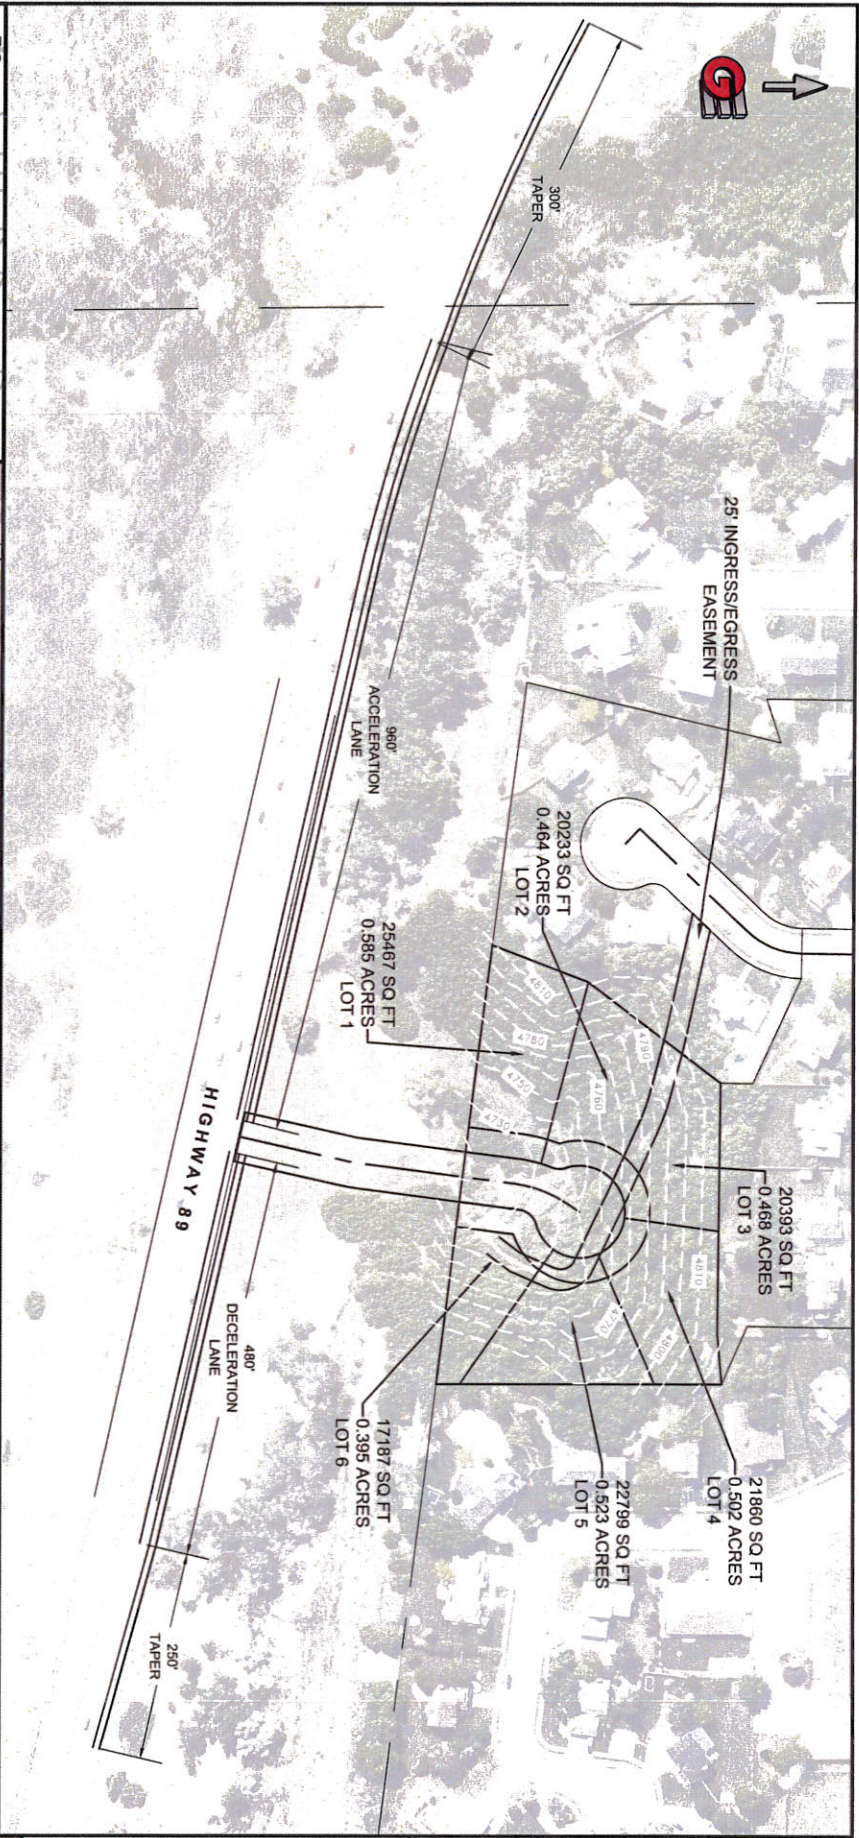 GE
300'
TAPER
25' INGRESS/EGRESS
EASEMENT
960'
ACCELERATION
LANE
20233 SQ FT
0.464 ACRES
LOT 2
25467 SQ FT
0.585 ACRES
LOT 1
20393 SQ FT
0.468 ACRES
LOT 3
21860 SQ FT
0.502 ACRES
LOT 4
22799 SQ FT
0.523 ACRES
LOT 5
17187 SQ FT
0.395 ACRES
LOT 6
4810
4780
4750
4730
4790
4760
4810
4770
4800
HIGHWAY 89
480'
DECELERATION
LANE
250'
TAPER